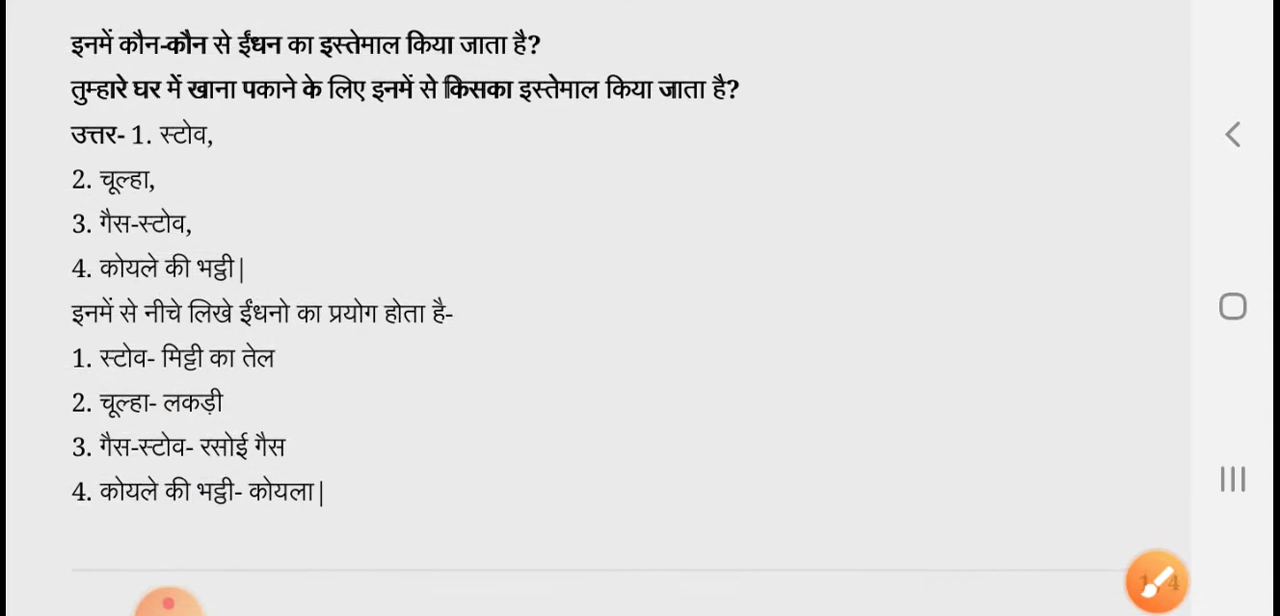 इनमें कौन-कौन से ईंधन का इस्तेमाल किया जाता है?
तुम्हारे घर में खाना पकाने के लिए इनमें से किसका इस्तेमाल किया जाता है?
उत्तर- 1. स्टोव,
2. चूल्हा,
3. गैस-स्टोव,
4. कोयले की भट्ठी|
इनमें से नीचे लिखे ईंधनो का प्रयोग होता है-
1. स्टोव- मिट्टी का तेल
2. चूल्हा- लकड़ी
3. गैस-स्टोव- रसोई गैस
4. कोयले की भट्ठी- कोयला|